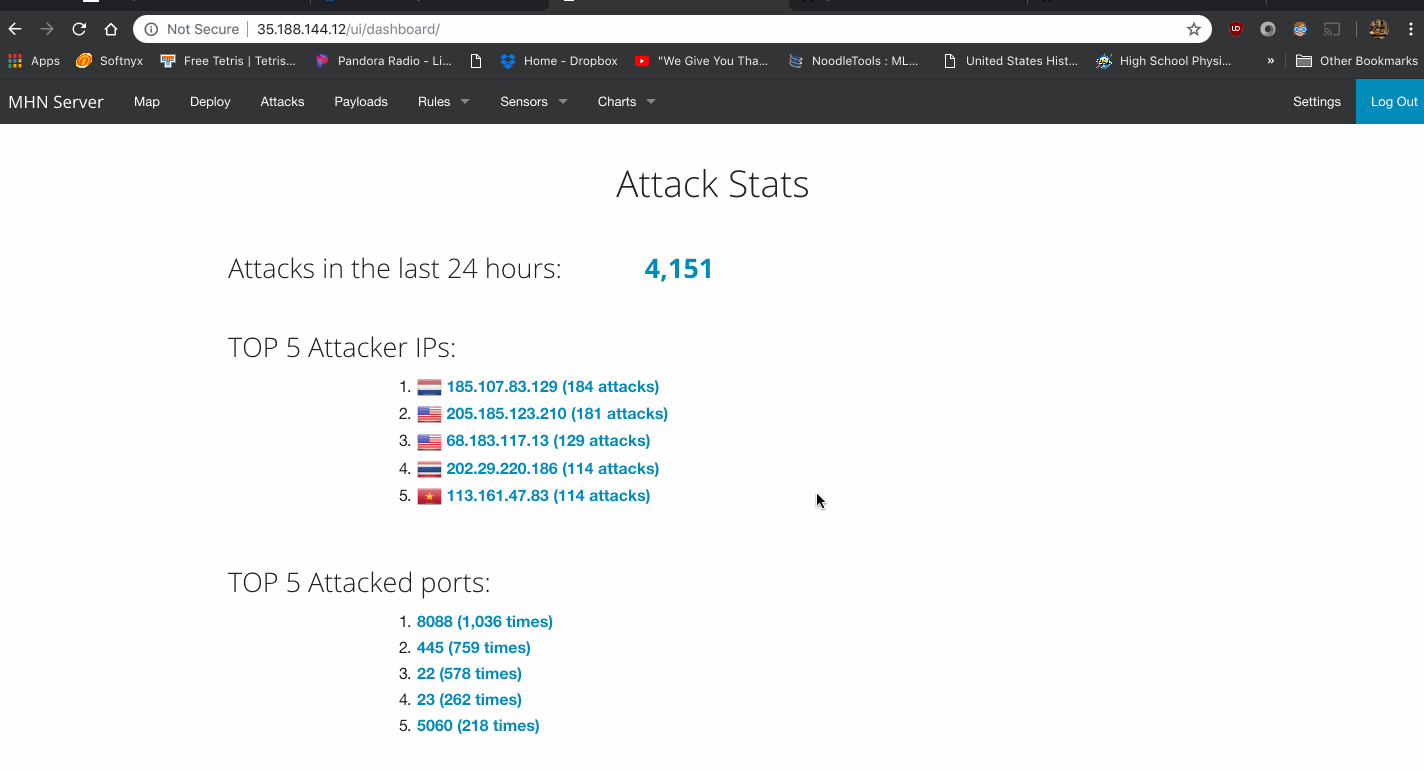 Not Secure | 35.188.144.12/ui/dashboard/
Apps Softnyx Free Tetris | Tetris... Pandora Radio - Li... Home - Dropbox "We Give You Tha... NoodleTools : ML... United States Hist... High School Physi... » Other Bookmarks
MHN Server Map Deploy Attacks Payloads Rules Sensors Charts Settings Log Out
Attack Stats
Attacks in the last 24 hours: 4,151
TOP 5 Attacker IPs:
1. 185.107.83.129 (184 attacks)
2. 205.185.123.210 (181 attacks)
3. 68.183.117.13 (129 attacks)
4. 202.29.220.186 (114 attacks)
5. 113.161.47.83 (114 attacks)
TOP 5 Attacked ports:
1. 8088 (1,036 times)
2. 445 (759 times)
3. 22 (578 times)
4. 23 (262 times)
5. 5060 (218 times)